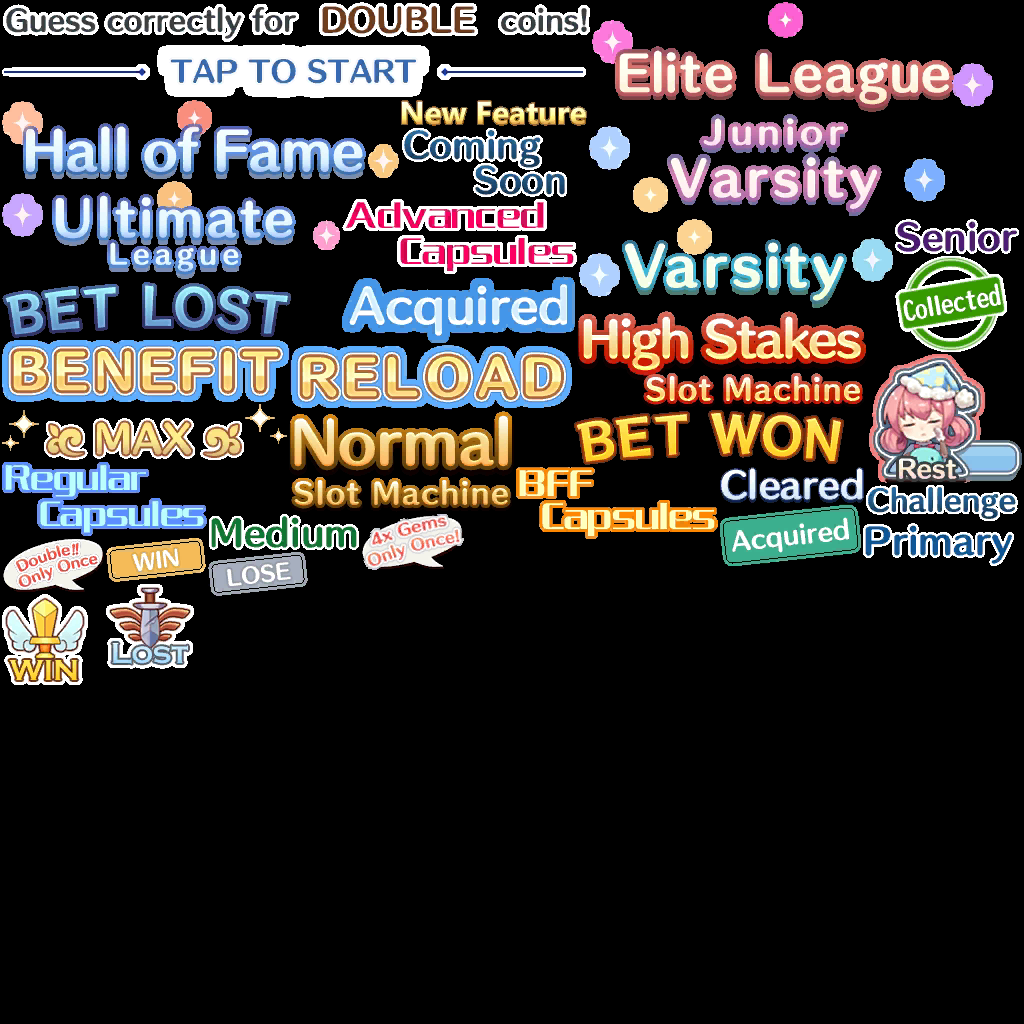 Guess correctly for DOUBLE coins!
TAP TO START
Elite League
New Feature
Coming
Soon
Hall of Fame
Junior
Varsity
Ultimate
League
Advanced
Capsules
Varsity
Senior
Collected
BET LOST
Acquired
High Stakes
Slot Machine
BENEFIT
RELOAD
MAX
Normal
Slot Machine
BET WON
Rest
Regular
Capsules
BFF
Capsules
Cleared
Challenge
Medium
4x Gems
Only Once!
Acquired
Primary
Double!!
Only Once
WIN
LOSE
WIN
LOST